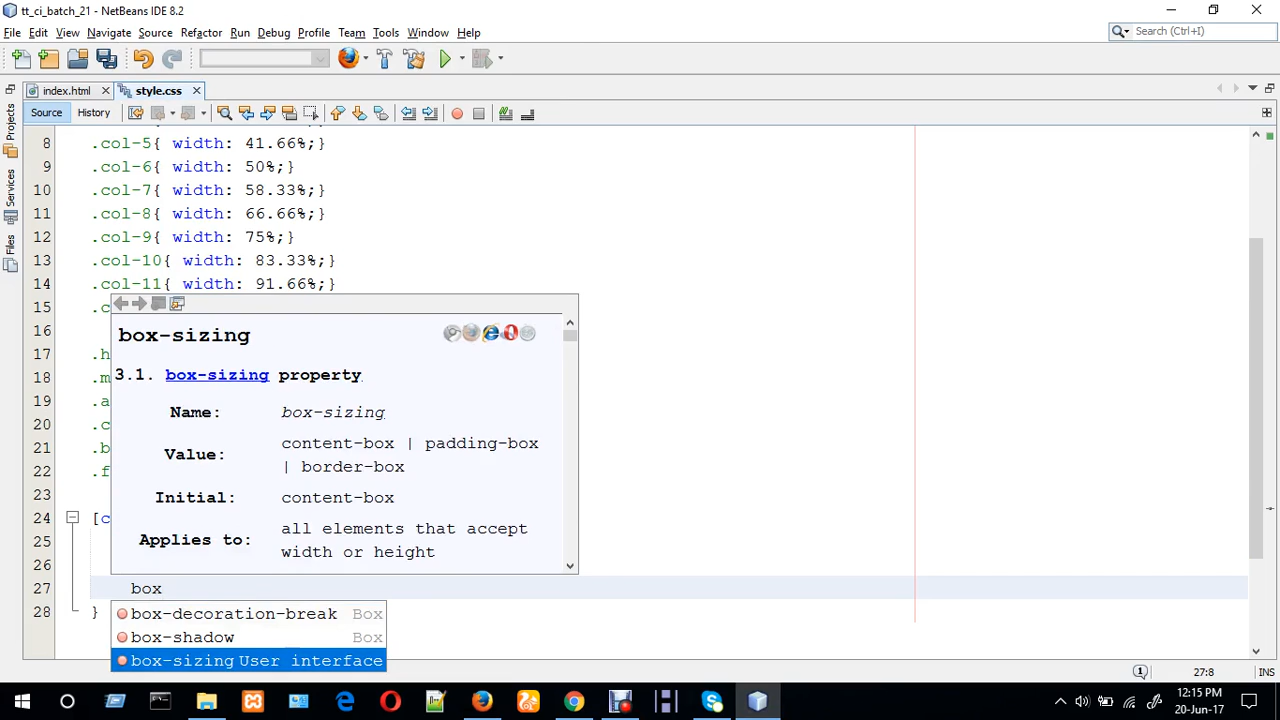 tt_ci_batch_21 - NetBeans IDE 8.2
File Edit View Navigate Source Refactor Run Debug Profile Team Tools Window Help
Search (Ctrl+I)
index.html style.css
Source History
Projects
Services
Files
8 .col-5{ width: 41.66%;}
9 .col-6{ width: 50%;}
10 .col-7{ width: 58.33%;}
11 .col-8{ width: 66.66%;}
12 .col-9{ width: 75%;}
13 .col-10{ width: 83.33%;}
14 .col-11{ width: 91.66%;}
15 .c
16
17 .h
18 .m
19 .a
20 .c
21 .b
22 .f
23
24 [c
25
26
27 box
28 }
box-sizing
3.1. box-sizing property
Name: box-sizing
Value: content-box | padding-box
| border-box
Initial: content-box
Applies to: all elements that accept
width or height
box-decoration-break Box
box-shadow Box
box-sizing User interface
1 27:8 INS
12:15 PM
20-Jun-17